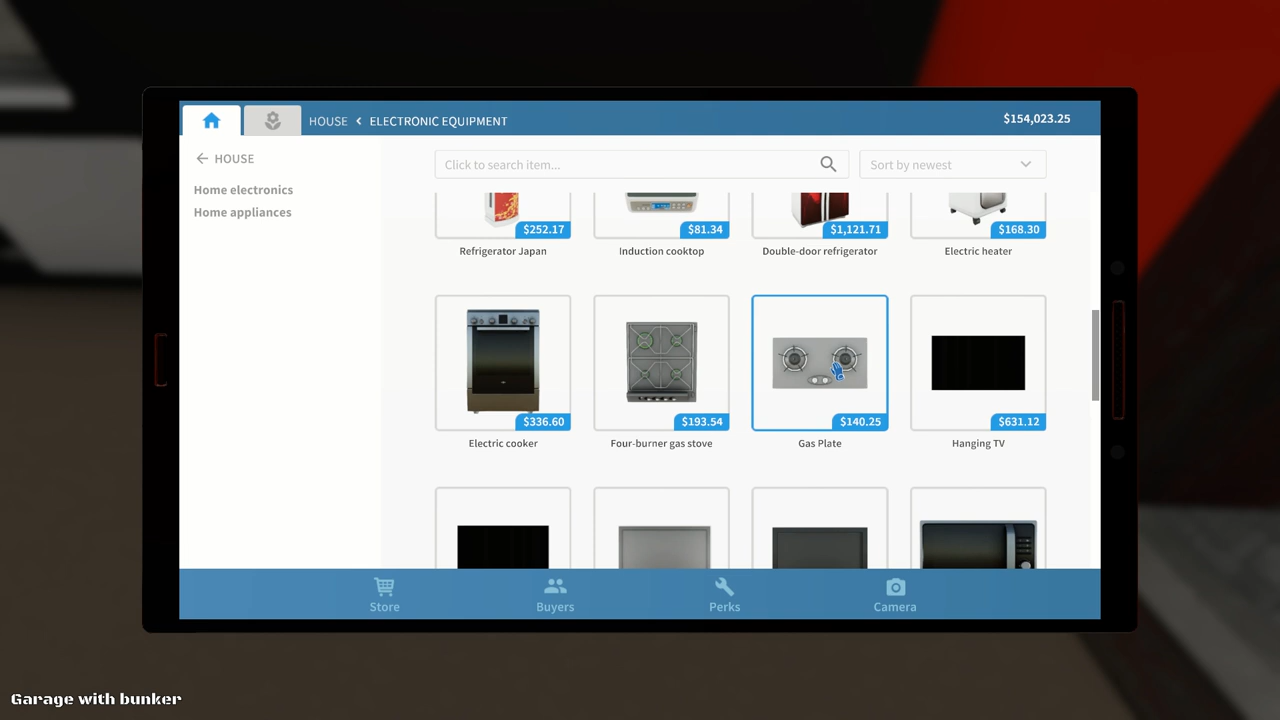 HOUSE < ELECTRONIC EQUIPMENT
$154,023.25
← HOUSE
Home electronics
Home appliances
Click to search item...
Sort by newest
$252.17
$81.34
$1,121.71
$168.30
Refrigerator Japan
Induction cooktop
Double-door refrigerator
Electric heater
$336.60
$193.54
$140.25
$631.12
Electric cooker
Four-burner gas stove
Gas Plate
Hanging TV
Store
Buyers
Perks
Camera
Garage with bunker